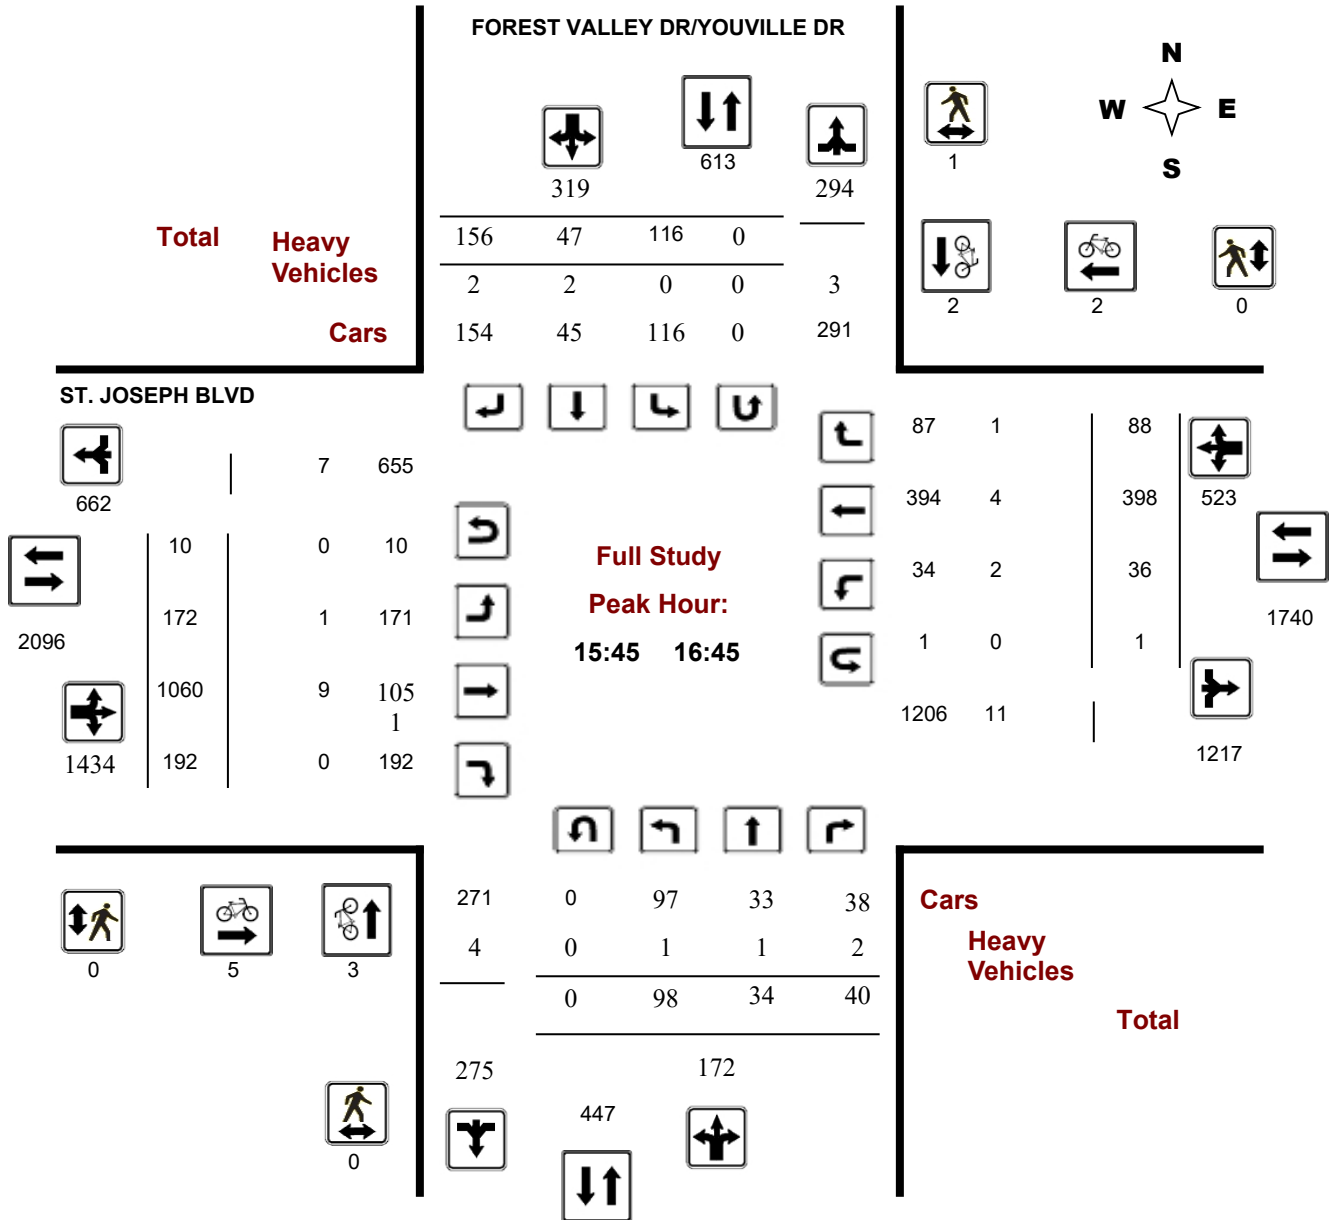 FOREST VALLEY DR/YOUVILLE DR
N
W E
S
613
1
319 294
Total Heavy Vehicles
156 47 116 0
2 2 0 0 3
Cars 154 45 116 0 291
2 2 0
ST. JOSEPH BLVD
87 1 88
7 655
662
394 4 398 523
10 0 10
Full Study
34 2 36
172 1 171
Peak Hour:
1740
2096
15:45 16:45
1 0 1
1060 9 105
1
1206 11
1434 192 0 192
1217
271 0 97 33 38 Cars
4 0 1 1 2 Heavy
Vehicles
0 5 3
0 98 34 40
Total
275 172
447
0